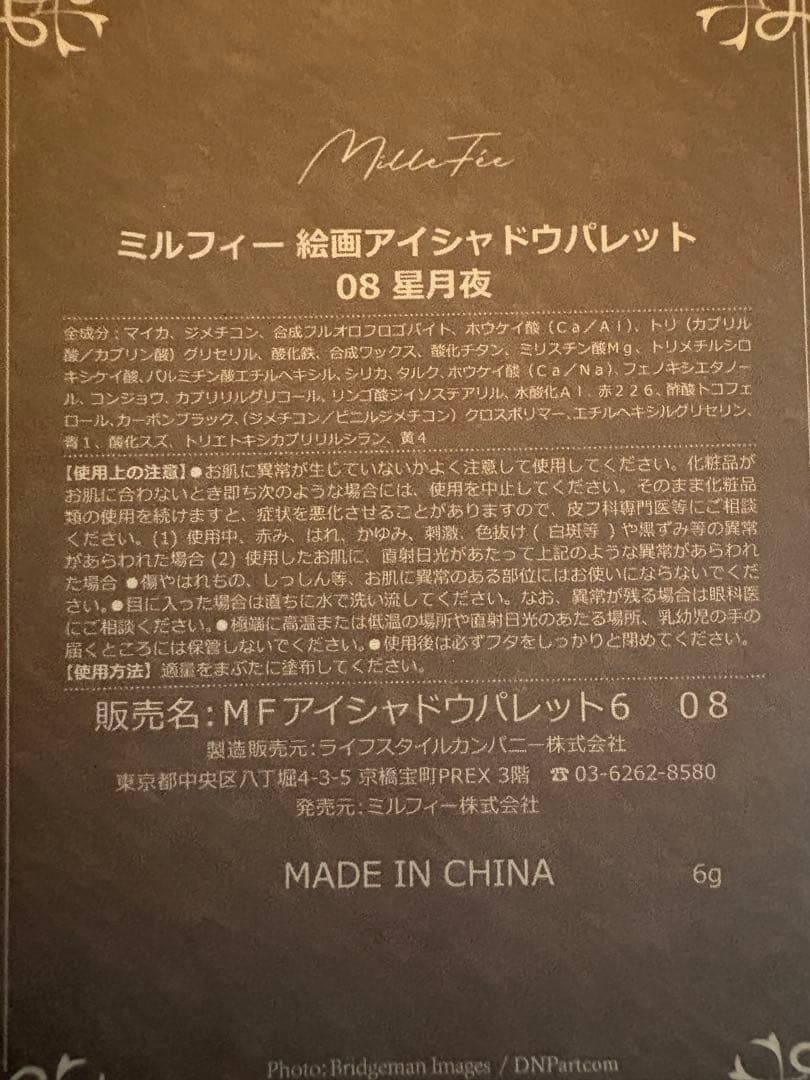 MilleFée
ミルフィー 絵画アイシャドウパレット
08 星月夜
全成分：マイカ、ジメチコン、合成フルオロフロゴパイト、ホウケイ酸（Ｃａ／Ａｌ）、トリ（カプリル
酸／カプリン酸）グリセリル、酸化鉄、合成ワックス、酸化チタン、ミリスチン酸Ｍｇ、トリメチルシロ
キシケイ酸、パルミチン酸エチルヘキシル、シリカ、タルク、ホウケイ酸（Ｃａ／Ｎａ）、フェノキシエタノー
ル、コンジョウ、カプリリルグリコール、リンゴ酸ジイソステアリル、水酸化Ａｌ、赤２２６、酢酸トコフェ
ロール、カーボンブラック、（ジメチコン／ビニルジメチコン）クロスポリマー、エチルヘキシルグリセリン、
青１、酸化スズ、トリエトキシカプリリルシラン、黄４
【使用上の注意】●お肌に異常が生じていないかよく注意して使用してください。化粧品が
お肌に合わないとき即ち次のような場合には、使用を中止してください。そのまま化粧品
類の使用を続けますと、症状を悪化させることがありますので、皮フ科専門医等にご相談
ください。(1) 使用中、赤み、はれ、かゆみ、刺激、色抜け ( 白斑等 ) や黒ずみ等の異常
があらわれた場合 (2) 使用したお肌に、直射日光があたって上記のような異常があらわれ
た場合 ●傷やはれもの、しっしん等、お肌に異常のある部位にはお使いにならないでくだ
さい。●目に入った場合は直ちに水で洗い流してください。なお、異常が残る場合は眼科医
にご相談ください。●極端に高温または低温の場所や直射日光のあたる場所、乳幼児の手の
届くところには保管しないでください。●使用後は必ずフタをしっかりと閉めてください。
【使用方法】適量をまぶたに塗布してください。
販売名：ＭＦアイシャドウパレット６　０８
製造販売元：ライフスタイルカンパニー株式会社
東京都中央区八丁堀4-3-5 京橋宝町PREX 3階 ☎03-6262-8580
発売元：ミルフィー株式会社
MADE IN CHINA 6g
Photo: Bridgeman Images / DNPartcom